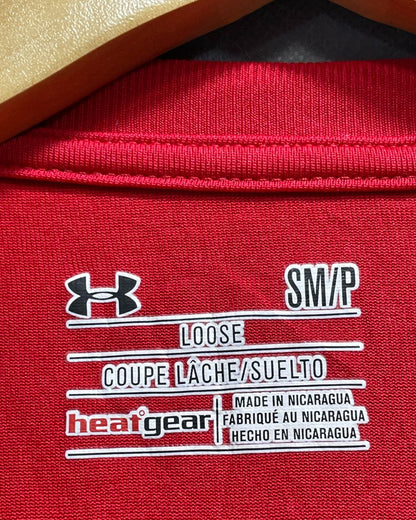 SM/P
LOOSE
COUPE LÂCHE/SUELTO
heatgear
MADE IN NICARAGUA
FABRIQUÉ AU NICARAGUA
HECHO EN NICARAGUA